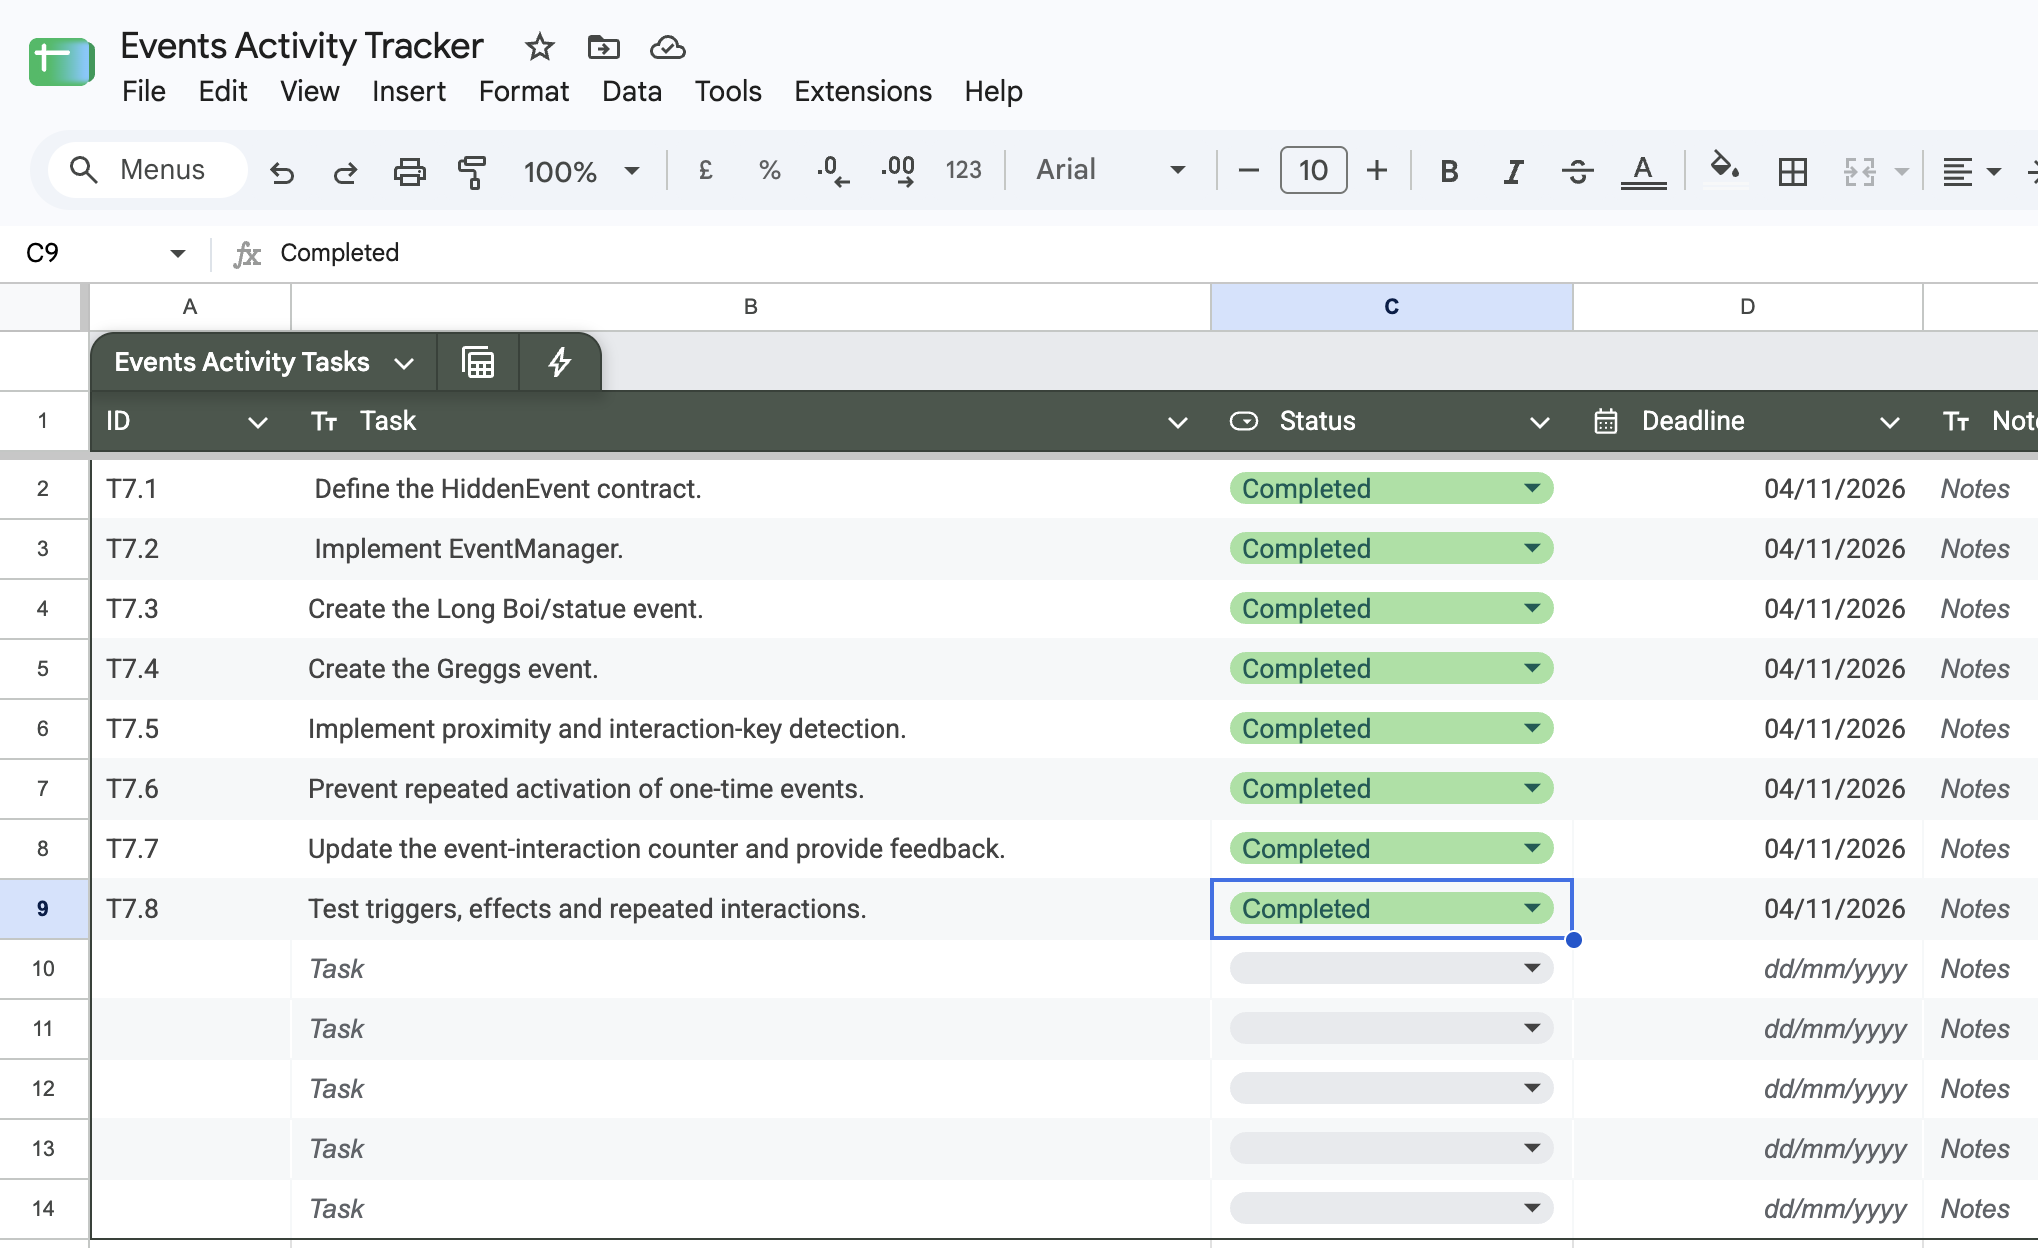 Events Activity Tracker
File Edit View Insert Format Data Tools Extensions Help
Menus 100% £ % .0 .00 123 Arial 10 B I S A
C9 fx Completed
A B C D
Events Activity Tasks
1 ID Tт Task Status Deadline Tт Not
2 T7.1 Define the HiddenEvent contract. Completed 04/11/2026 Notes
3 T7.2 Implement EventManager. Completed 04/11/2026 Notes
4 T7.3 Create the Long Boi/statue event. Completed 04/11/2026 Notes
5 T7.4 Create the Greggs event. Completed 04/11/2026 Notes
6 T7.5 Implement proximity and interaction-key detection. Completed 04/11/2026 Notes
7 T7.6 Prevent repeated activation of one-time events. Completed 04/11/2026 Notes
8 T7.7 Update the event-interaction counter and provide feedback. Completed 04/11/2026 Notes
9 T7.8 Test triggers, effects and repeated interactions. Completed 04/11/2026 Notes
10 Task dd/mm/yyyy Notes
11 Task dd/mm/yyyy Notes
12 Task dd/mm/yyyy Notes
13 Task dd/mm/yyyy Notes
14 Task dd/mm/yyyy Notes